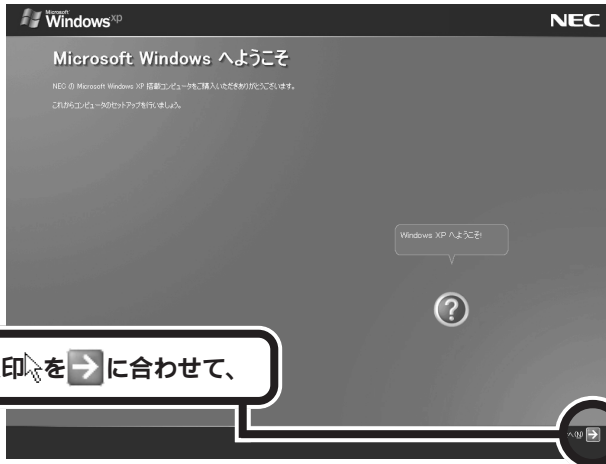 Microsoft
Windows xp
NEC
Microsoft Windows へようこそ
NEC の Microsoft Windows XP 搭載コンピュータをご購入いただきありがとうございます。
これからコンピュータのセットアップを行いましょう。
Windows XP へようこそ!
?
印を→に合わせて、
へ(N)